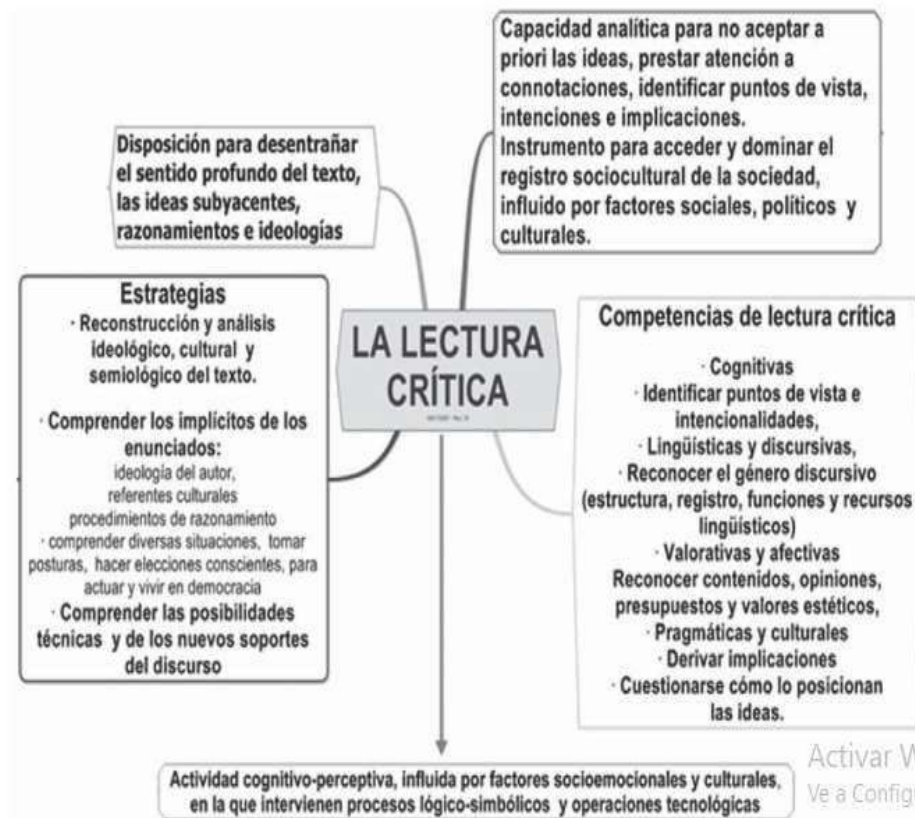 Capacidad analítica para no aceptar a
priori las ideas, prestar atención a
connotaciones, identificar puntos de vista,
intenciones e implicaciones.
Instrumento para acceder y dominar el
registro sociocultural de la sociedad,
influido por factores sociales, políticos y
culturales.
Disposición para desentrañar
el sentido profundo del texto,
las ideas subyacentes,
razonamientos e ideologías
LA LECTURA
CRÍTICA
Estrategias
· Reconstrucción y análisis
ideológico, cultural y
semiológico del texto.
· Comprender los implícitos de los
enunciados:
ideología del autor,
referentes culturales
procedimientos de razonamiento
· comprender diversas situaciones, tomar
posturas, hacer elecciones conscientes, para
actuar y vivir en democracia
· Comprender las posibilidades
técnicas y de los nuevos soportes
del discurso
Competencias de lectura crítica
· Cognitivas
· Identificar puntos de vista e
intencionalidades,
· Lingüísticas y discursivas,
· Reconocer el género discursivo
(estructura, registro, funciones y recursos
lingüísticos)
· Valorativas y afectivas
Reconocer contenidos, opiniones,
presupuestos y valores estéticos,
· Pragmáticas y culturales
· Derivar implicaciones
· Cuestionarse cómo lo posicionan
las ideas.
Actividad cognitivo-perceptiva, influida por factores socioemocionales y culturales,
en la que intervienen procesos lógico-simbólicos y operaciones tecnológicas
Activar W
Ve a Configu